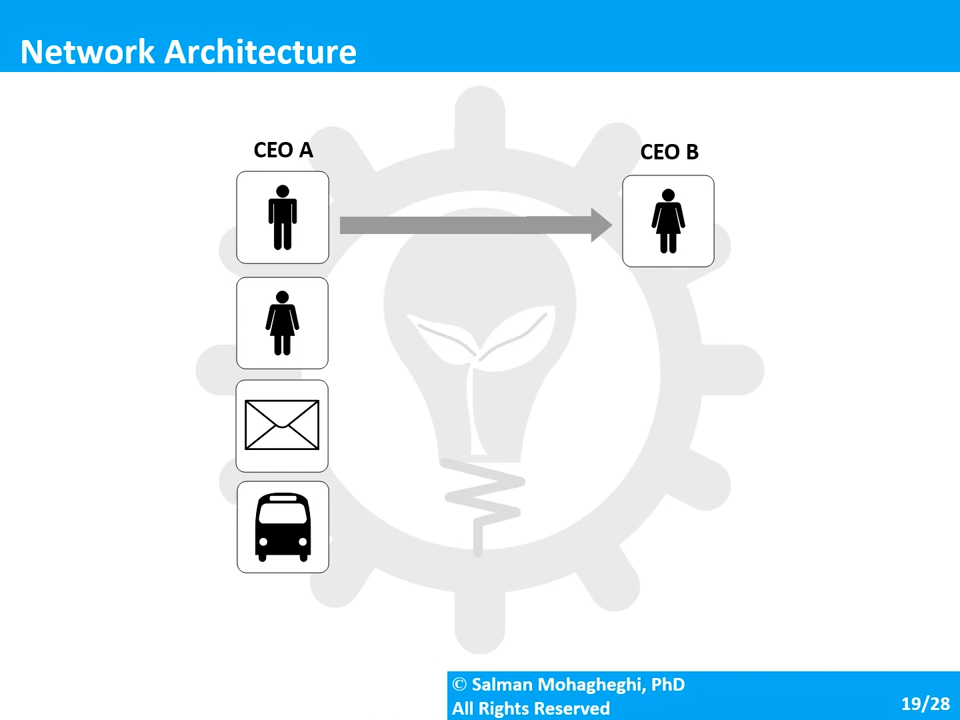 Network Architecture
CEO A
CEO B
© Salman Mohagheghi, PhD
All Rights Reserved
19/28